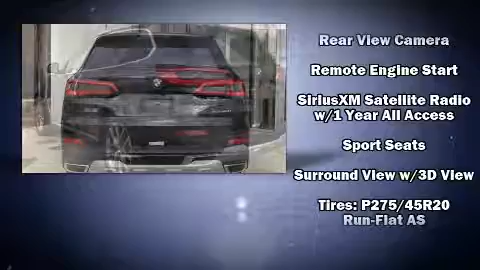 Rear View Camera
Remote Engine Start
SiriusXM Satellite Radio
w/1 Year All Access
Sport Seats
Surround View w/3D View
Tires: P275/45R20
Run-Flat AS